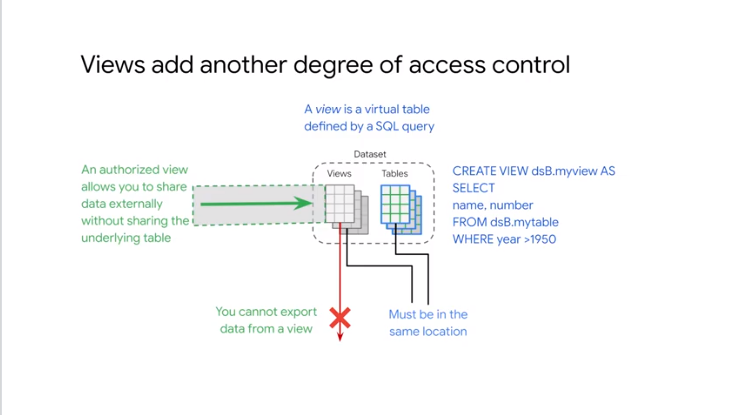 Views add another degree of access control
A view is a virtual table
defined by a SQL query
Dataset
Views
Tables
An authorized view
allows you to share
data externally
without sharing the
underlying table
CREATE VIEW dsB.myview AS
SELECT
name, number
FROM dsB.mytable
WHERE year >1950
You cannot export
data from a view
Must be in the
same location